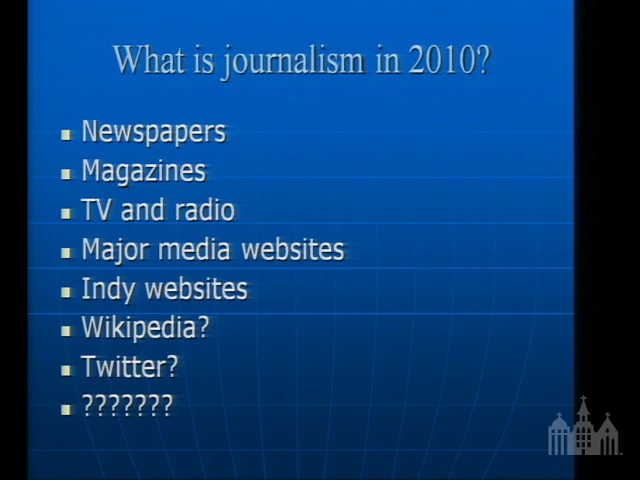 What is journalism in 2010?
Newspapers
Magazines
TV and radio
Major media websites
Indy websites
Wikipedia?
Twitter?
???????